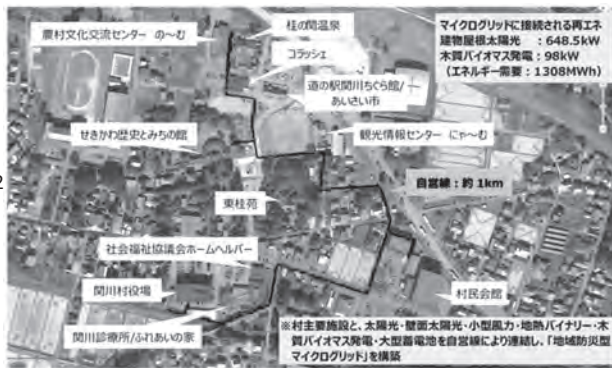 農村文化交流センター の～む
桂の関温泉
コラッシェ
道の駅関川ちぐら館/
あいさい市
せきかわ歴史とみちの館
観光情報センター にゃ～む
マイクログリッドに接続される再エネ
建物屋根太陽光 ：648.5kW
木質バイオマス発電：98kW
（エネルギー需要：1308MWh）
自営線：約1km
東桂苑
社会福祉協議会ホームヘルパー
関川村役場
関川診療所/ふれあいの家
村民会館
※村主要施設と、太陽光・壁面太陽光・小型風力・地熱バイナリー・木
質バイオマス発電・大型蓄電池を自営線により連結し、「地域防災型
マイクログリッド」を構築